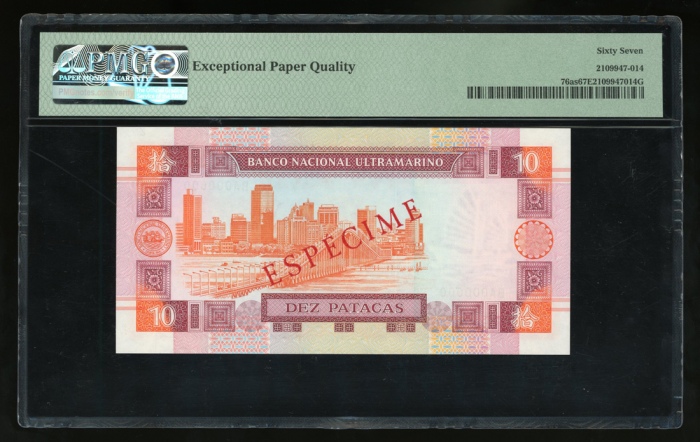 PMG
PAPER MONEY GUARANTY
Exceptional Paper Quality
Sixty Seven
2109947-014
76as67E2109947014G
拾
BANCO NACIONAL ULTRAMARINO
10
ESPÉCIME
10
DEZ PATACAS
拾